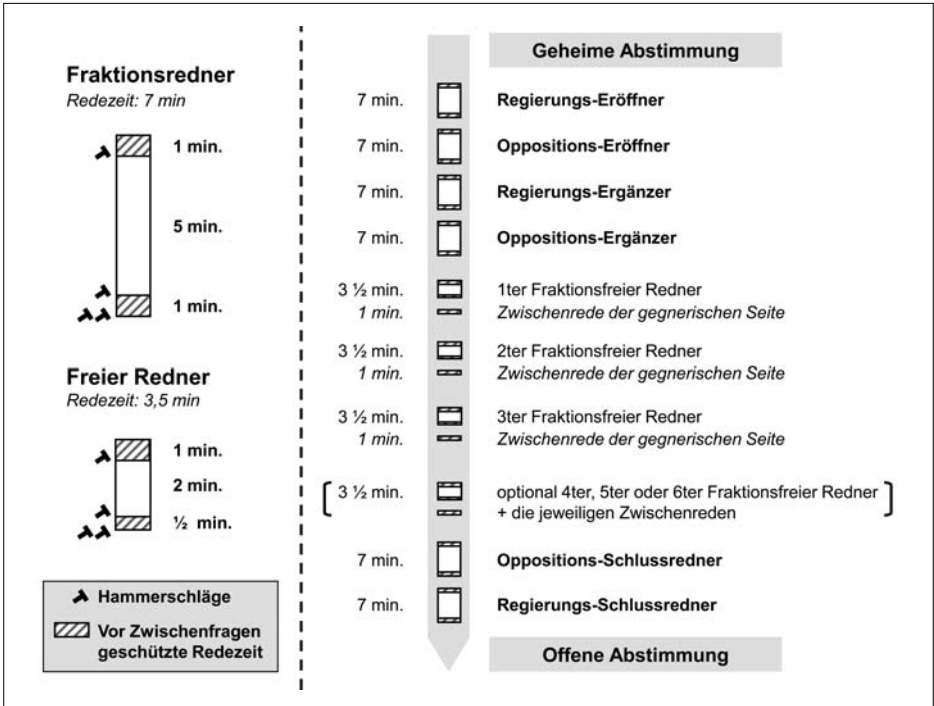 Fraktionsredner
Redezeit: 7 min
1 min.
5 min.
1 min.
Freier Redner
Redezeit: 3,5 min
1 min.
2 min.
½ min.
Hammerschläge
Vor Zwischenfragen
geschützte Redezeit
Geheime Abstimmung
7 min. Regierungs-Eröffner
7 min. Oppositions-Eröffner
7 min. Regierungs-Ergänzer
7 min. Oppositions-Ergänzer
3 ½ min. 1ter Fraktionsfreier Redner
1 min. Zwischenrede der gegnerischen Seite
3 ½ min. 2ter Fraktionsfreier Redner
1 min. Zwischenrede der gegnerischen Seite
3 ½ min. 3ter Fraktionsfreier Redner
1 min. Zwischenrede der gegnerischen Seite
[ 3 ½ min. optional 4ter, 5ter oder 6ter Fraktionsfreier Redner ]
+ die jeweiligen Zwischenreden
7 min. Oppositions-Schlussredner
7 min. Regierungs-Schlussredner
Offene Abstimmung